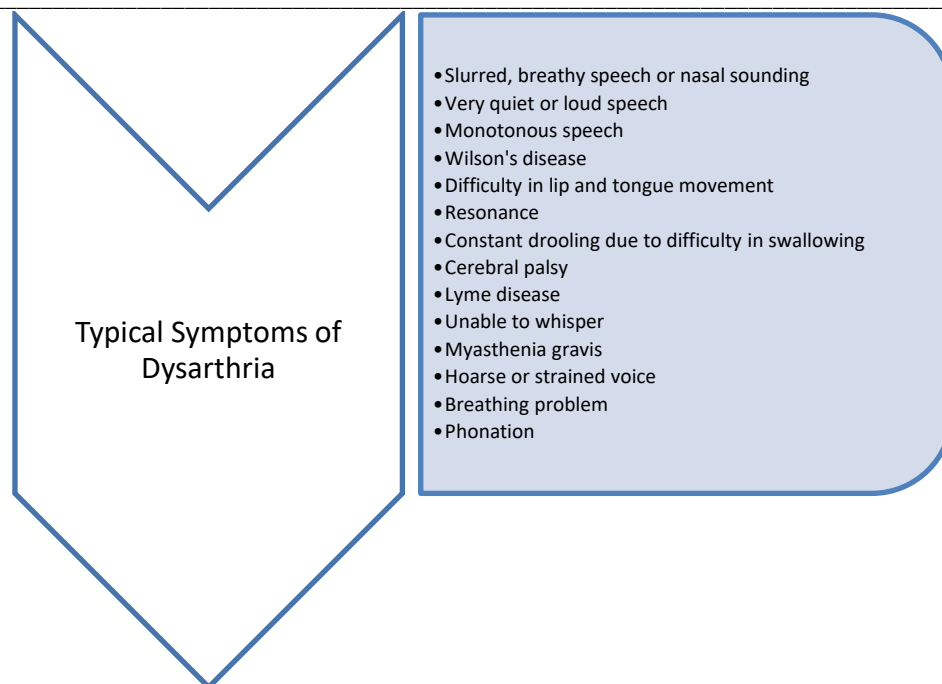 Typical Symptoms of
Dysarthria
•Slurred, breathy speech or nasal sounding
•Very quiet or loud speech
•Monotonous speech
•Wilson's disease
•Difficulty in lip and tongue movement
•Resonance
•Constant drooling due to difficulty in swallowing
•Cerebral palsy
•Lyme disease
•Unable to whisper
•Myasthenia gravis
•Hoarse or strained voice
•Breathing problem
•Phonation